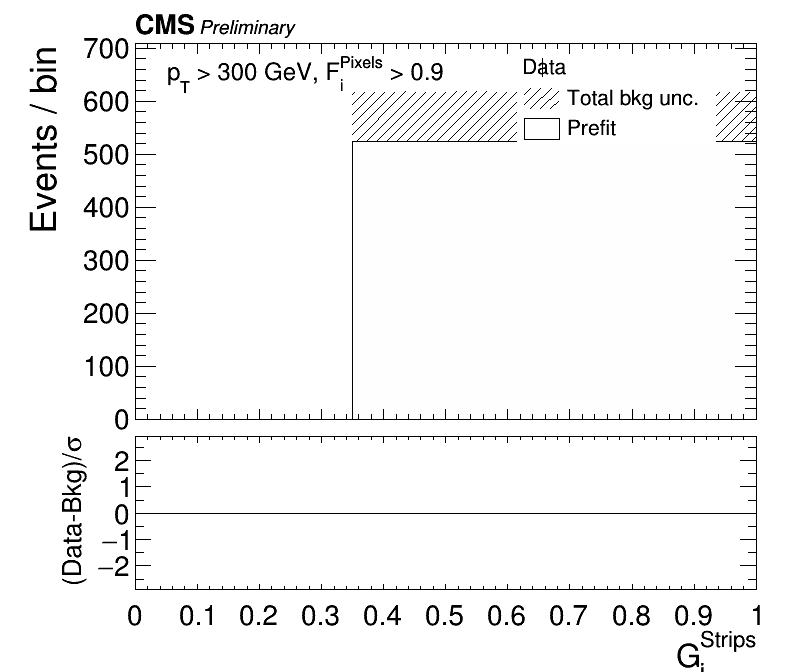 CMS Preliminary
p_T > 300 GeV, F_i^Pixels > 0.9
Data
Total bkg unc.
Prefit
Events / bin
700
600
500
400
300
200
100
0
(Data-Bkg)/σ
2
1
0
−1
−2
0 0.1 0.2 0.3 0.4 0.5 0.6 0.7 0.8 0.9 1
G_i^Strips